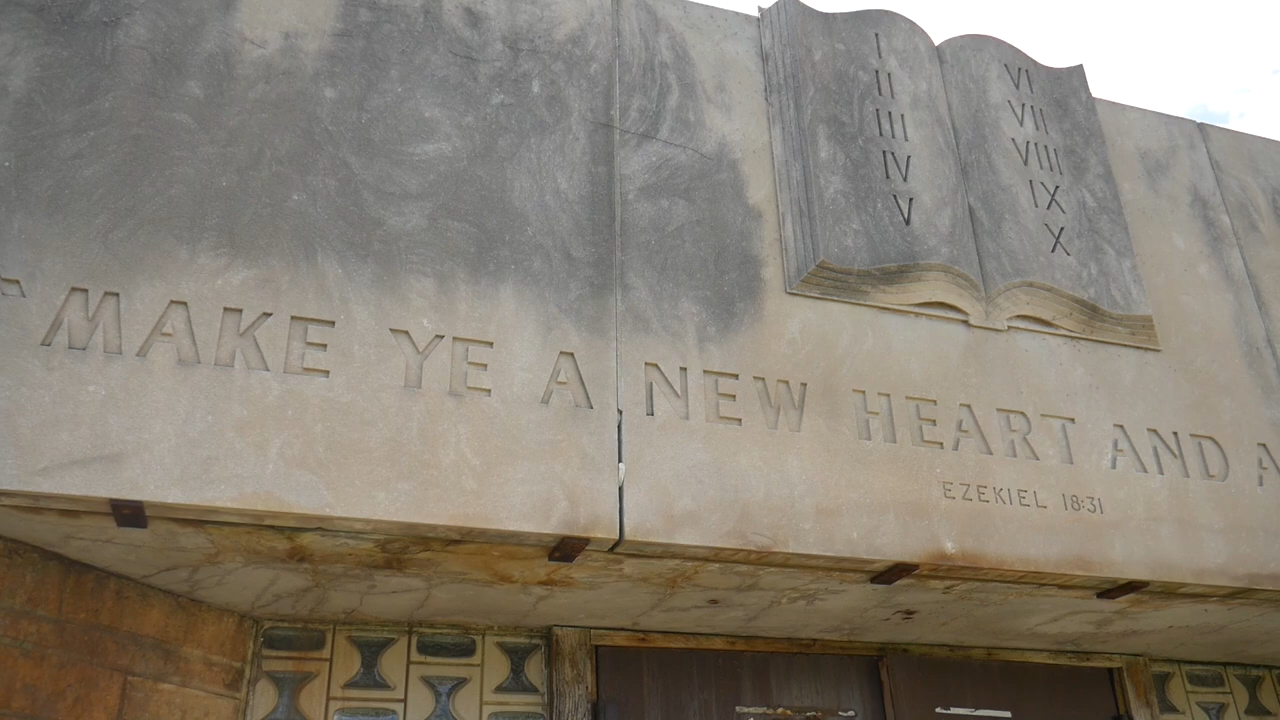 I
II
III
IV
V
VI
VII
VIII
IX
X
MAKE YE A NEW HEART AND A
EZEKIEL 18:31